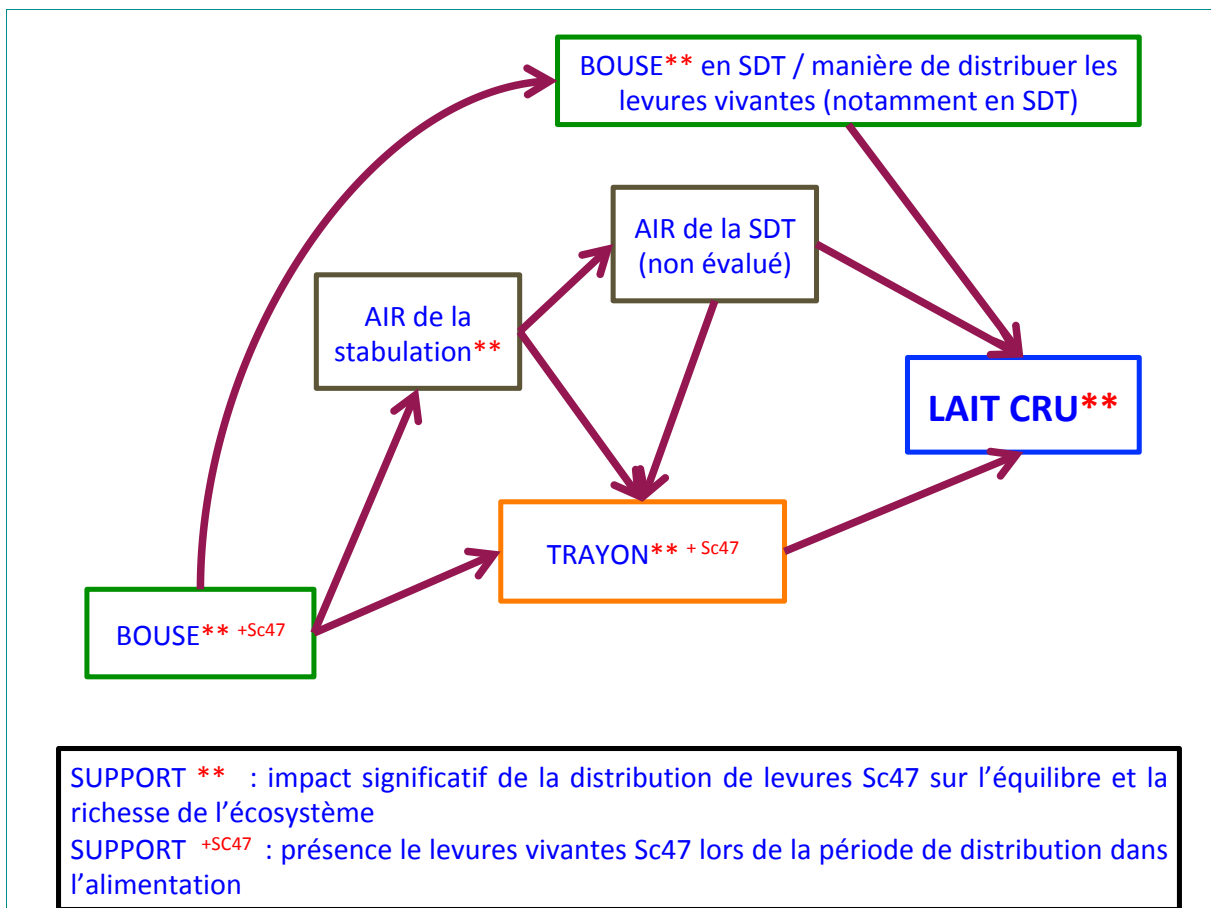 BOUSE** en SDT / manière de distribuer les
levures vivantes (notamment en SDT)
AIR de la SDT
(non évalué)
AIR de la
stabulation**
LAIT CRU**
TRAYON** + Sc47
BOUSE** +Sc47
SUPPORT ** : impact significatif de la distribution de levures Sc47 sur l’équilibre et la
richesse de l’écosystème
SUPPORT +SC47 : présence le levures vivantes Sc47 lors de la période de distribution dans
l’alimentation